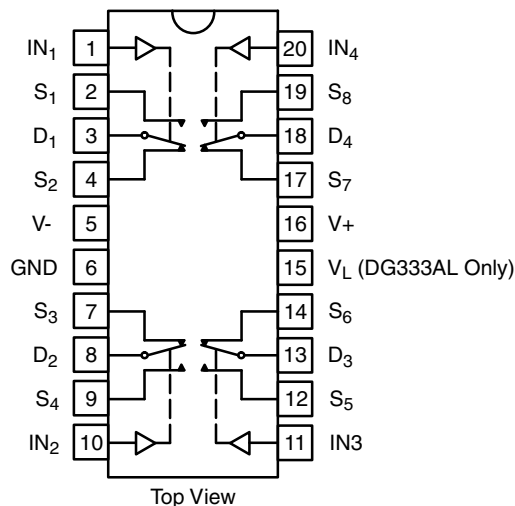 IN₁ 1 20 IN₄
S₁ 2 19 S₈
D₁ 3 18 D₄
S₂ 4 17 S₇
V- 5 16 V+
GND 6 15 V_L (DG333AL Only)
S₃ 7 14 S₆
D₂ 8 13 D₃
S₄ 9 12 S₅
IN₂ 10 11 IN3
Top View